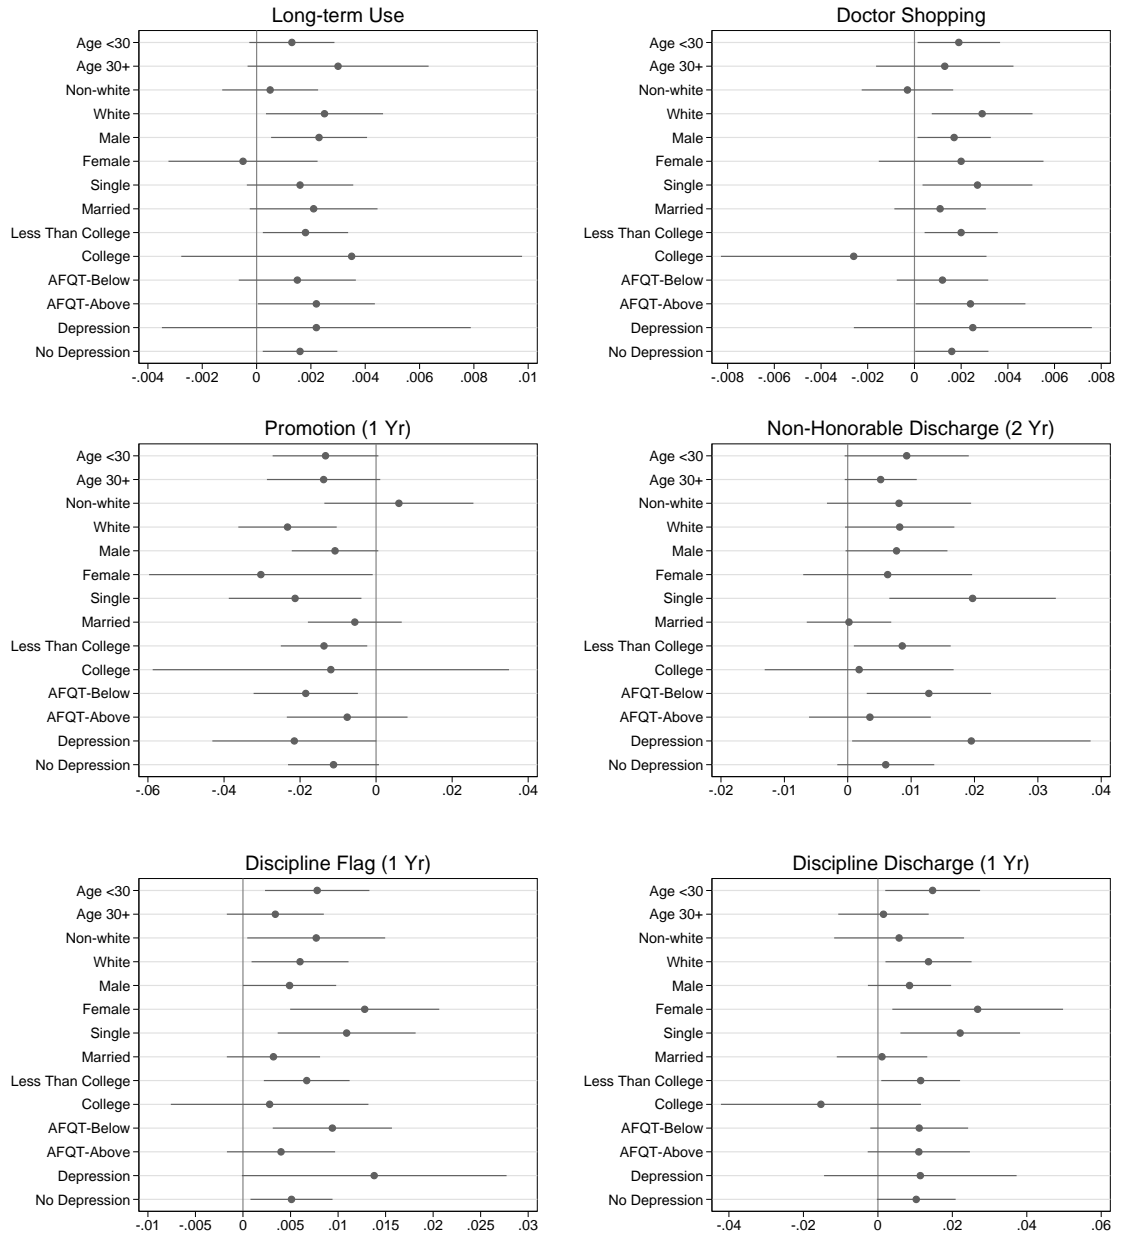 Long-term Use
Age <30
Age 30+
Non-white
White
Male
Female
Single
Married
Less Than College
College
AFQT-Below
AFQT-Above
Depression
No Depression
-.004 -.002 0 .002 .004 .006 .008 .01
Doctor Shopping
Age <30
Age 30+
Non-white
White
Male
Female
Single
Married
Less Than College
College
AFQT-Below
AFQT-Above
Depression
No Depression
-.008 -.006 -.004 -.002 0 .002 .004 .006 .008
Promotion (1 Yr)
Age <30
Age 30+
Non-white
White
Male
Female
Single
Married
Less Than College
College
AFQT-Below
AFQT-Above
Depression
No Depression
-.06 -.04 -.02 0 .02 .04
Non-Honorable Discharge (2 Yr)
Age <30
Age 30+
Non-white
White
Male
Female
Single
Married
Less Than College
College
AFQT-Below
AFQT-Above
Depression
No Depression
-.02 -.01 0 .01 .02 .03 .04
Discipline Flag (1 Yr)
Age <30
Age 30+
Non-white
White
Male
Female
Single
Married
Less Than College
College
AFQT-Below
AFQT-Above
Depression
No Depression
-.01 -.005 0 .005 .01 .015 .02 .025 .03
Discipline Discharge (1 Yr)
Age <30
Age 30+
Non-white
White
Male
Female
Single
Married
Less Than College
College
AFQT-Below
AFQT-Above
Depression
No Depression
-.04 -.02 0 .02 .04 .06